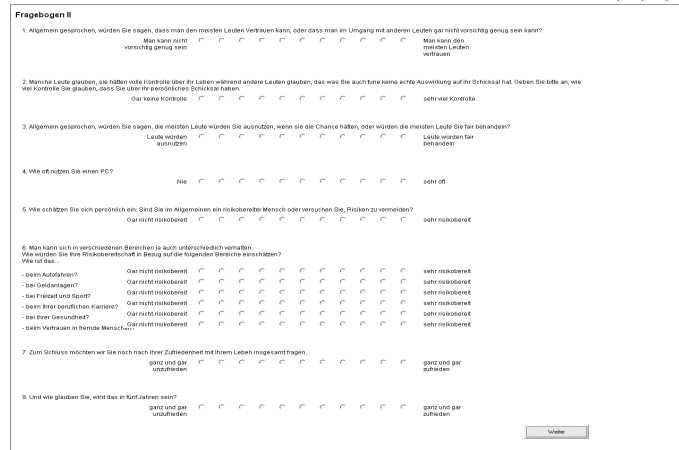 Fragebogen II
1. Allgemein gesprochen, würden Sie sagen, dass man den meisten Leuten Vertrauen kann, oder dass man im Umgang mit anderen Leuten gar nicht vorsichtig genug sein kann?
Man kann nicht vorsichtig genug sein
Man kann den meisten Leuten vertrauen
2. Manche Leute glauben, sie hätten volle Kontrolle über ihr Leben während andere Leuten glauben, das was Sie auch tune keine echte Auswirkung auf ihr Schicksal hat. Geben Sie bitte an, wie
viel Kontrolle Sie glauben, dass Sie über Ihr persönliches Schicksal haben.
Gar keine Kontrolle sehr viel Kontrolle
3. Allgemein gesprochen, würden Sie sagen, die meisten Leute würden Sie ausnutzen, wenn sie die Chance hätten, oder würden die meisten Leute Sie fair behandeln?
Leute würden ausnutzen
Leute würden fair behandeln
4. Wie oft nutzen Sie einen PC?
Nie sehr oft
5. Wie schätzen Sie sich persönlich ein: Sind Sie im Allgemeinen ein risikobereiter Mensch oder versuchen Sie, Risiken zu vermeiden?
Gar nicht risikobereit sehr risikobereit
6. Man kann sich in verschiedenen Bereichen ja auch unterschiedlich verhalten.
Wie würden Sie Ihre Risikobereitschaft in Bezug auf die folgenden Bereiche einschätzen?
Wie ist das...
- beim Autofahren? Gar nicht risikobereit sehr risikobereit
- bei Geldanlagen? Gar nicht risikobereit sehr risikobereit
- bei Freizeit und Sport? Gar nicht risikobereit sehr risikobereit
- beim Ihrer beruflichen Karriere? Gar nicht risikobereit sehr risikobereit
- bei Ihrer Gesundheit? Gar nicht risikobereit sehr risikobereit
- beim Vertrauen in fremde Menschen? Gar nicht risikobereit sehr risikobereit
7. Zum Schluss möchten wir Sie noch nach Ihrer Zufriedenheit mit Ihrem Leben insgesamt fragen.
ganz und gar unzufrieden
ganz und gar zufrieden
8. Und wie glauben Sie, wird das in fünf Jahren sein?
ganz und gar unzufrieden
ganz und gar zufrieden
Weiter